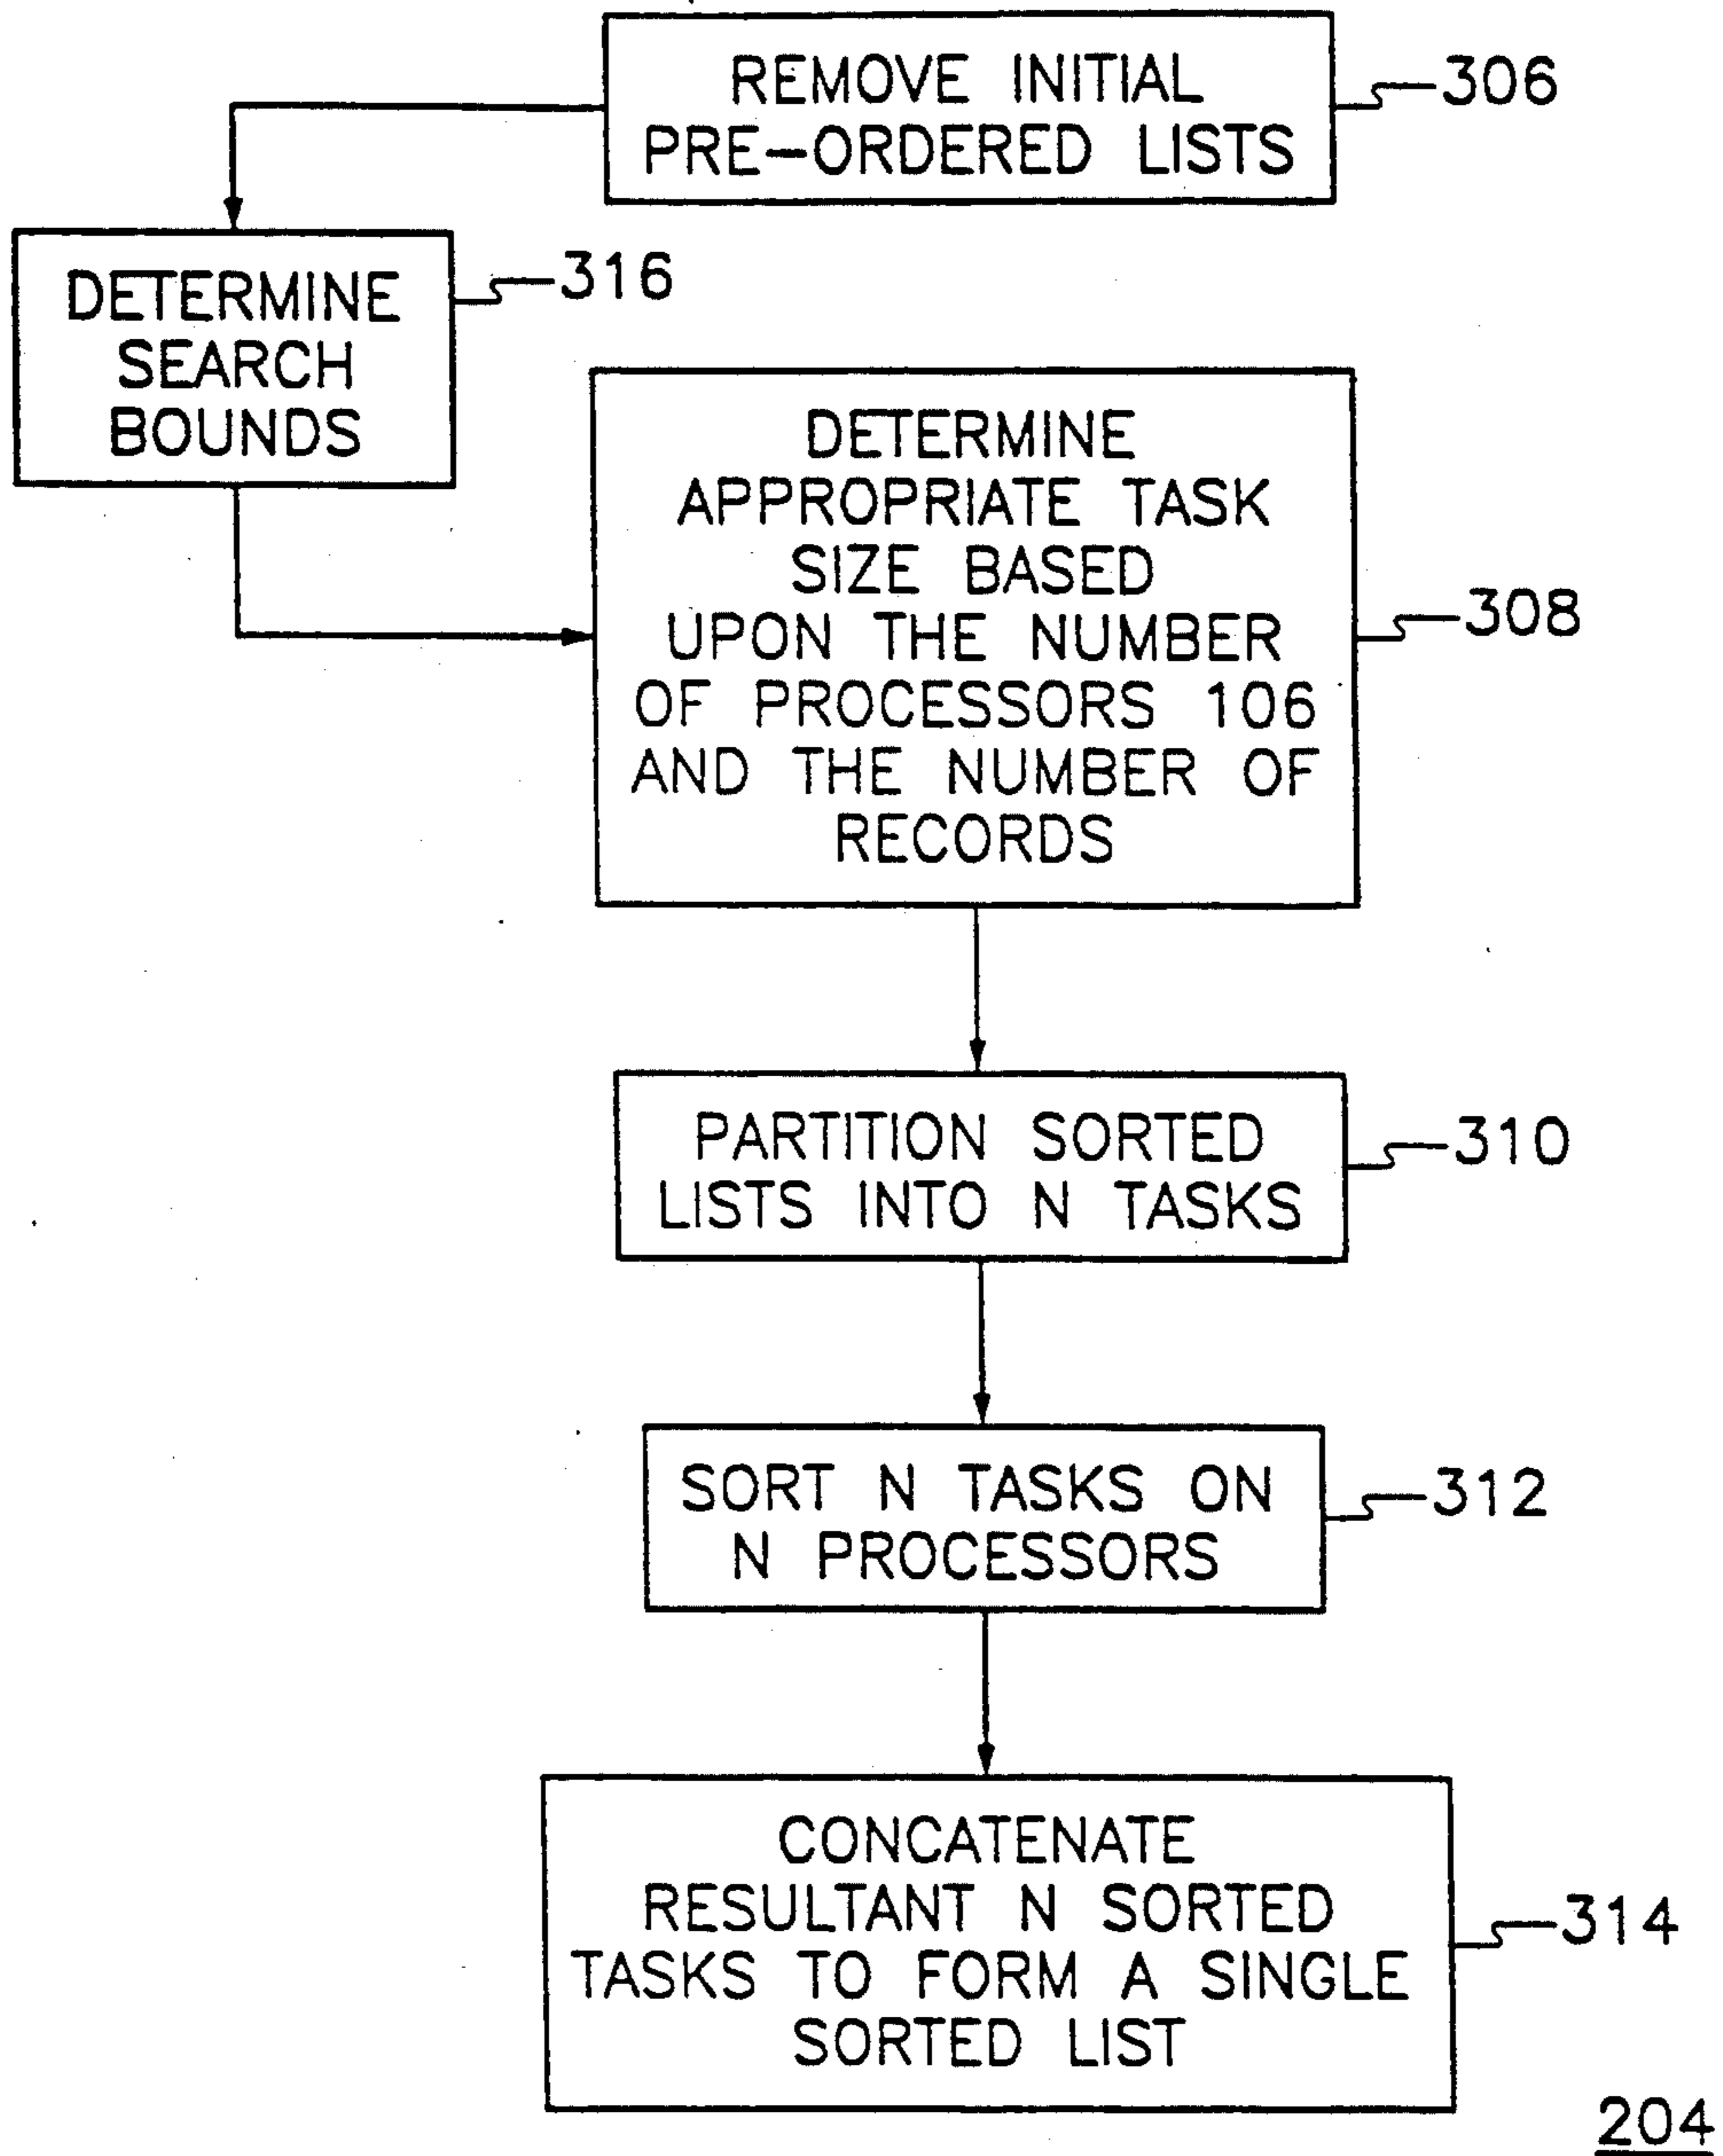 REMOVE INITIAL
PRE-ORDERED LISTS
306
DETERMINE
SEARCH
BOUNDS
316
DETERMINE
APPROPRIATE TASK
SIZE BASED
UPON THE NUMBER
OF PROCESSORS 106
AND THE NUMBER OF
RECORDS
308
PARTITION SORTED
LISTS INTO N TASKS
310
SORT N TASKS ON
N PROCESSORS
312
CONCATENATE
RESULTANT N SORTED
TASKS TO FORM A SINGLE
SORTED LIST
314
204